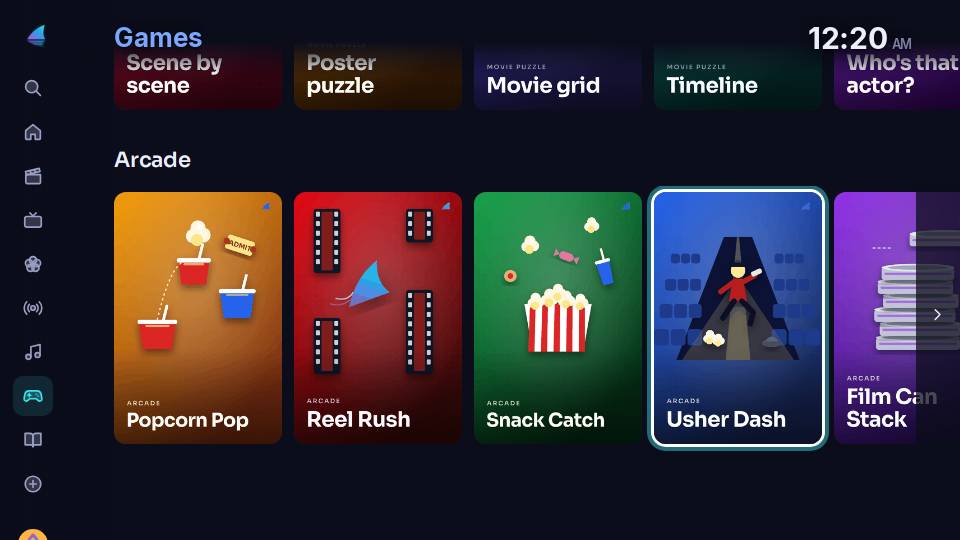 Games
12:20 AM
Scene by
scene
Poster
puzzle
MOVIE PUZZLE
Movie grid
MOVIE PUZZLE
Timeline
Who's that
actor?
Arcade
ADMIT
ARCADE
Popcorn Pop
ARCADE
Reel Rush
ARCADE
Snack Catch
ARCADE
Usher Dash
ARCADE
Film Can
Stack